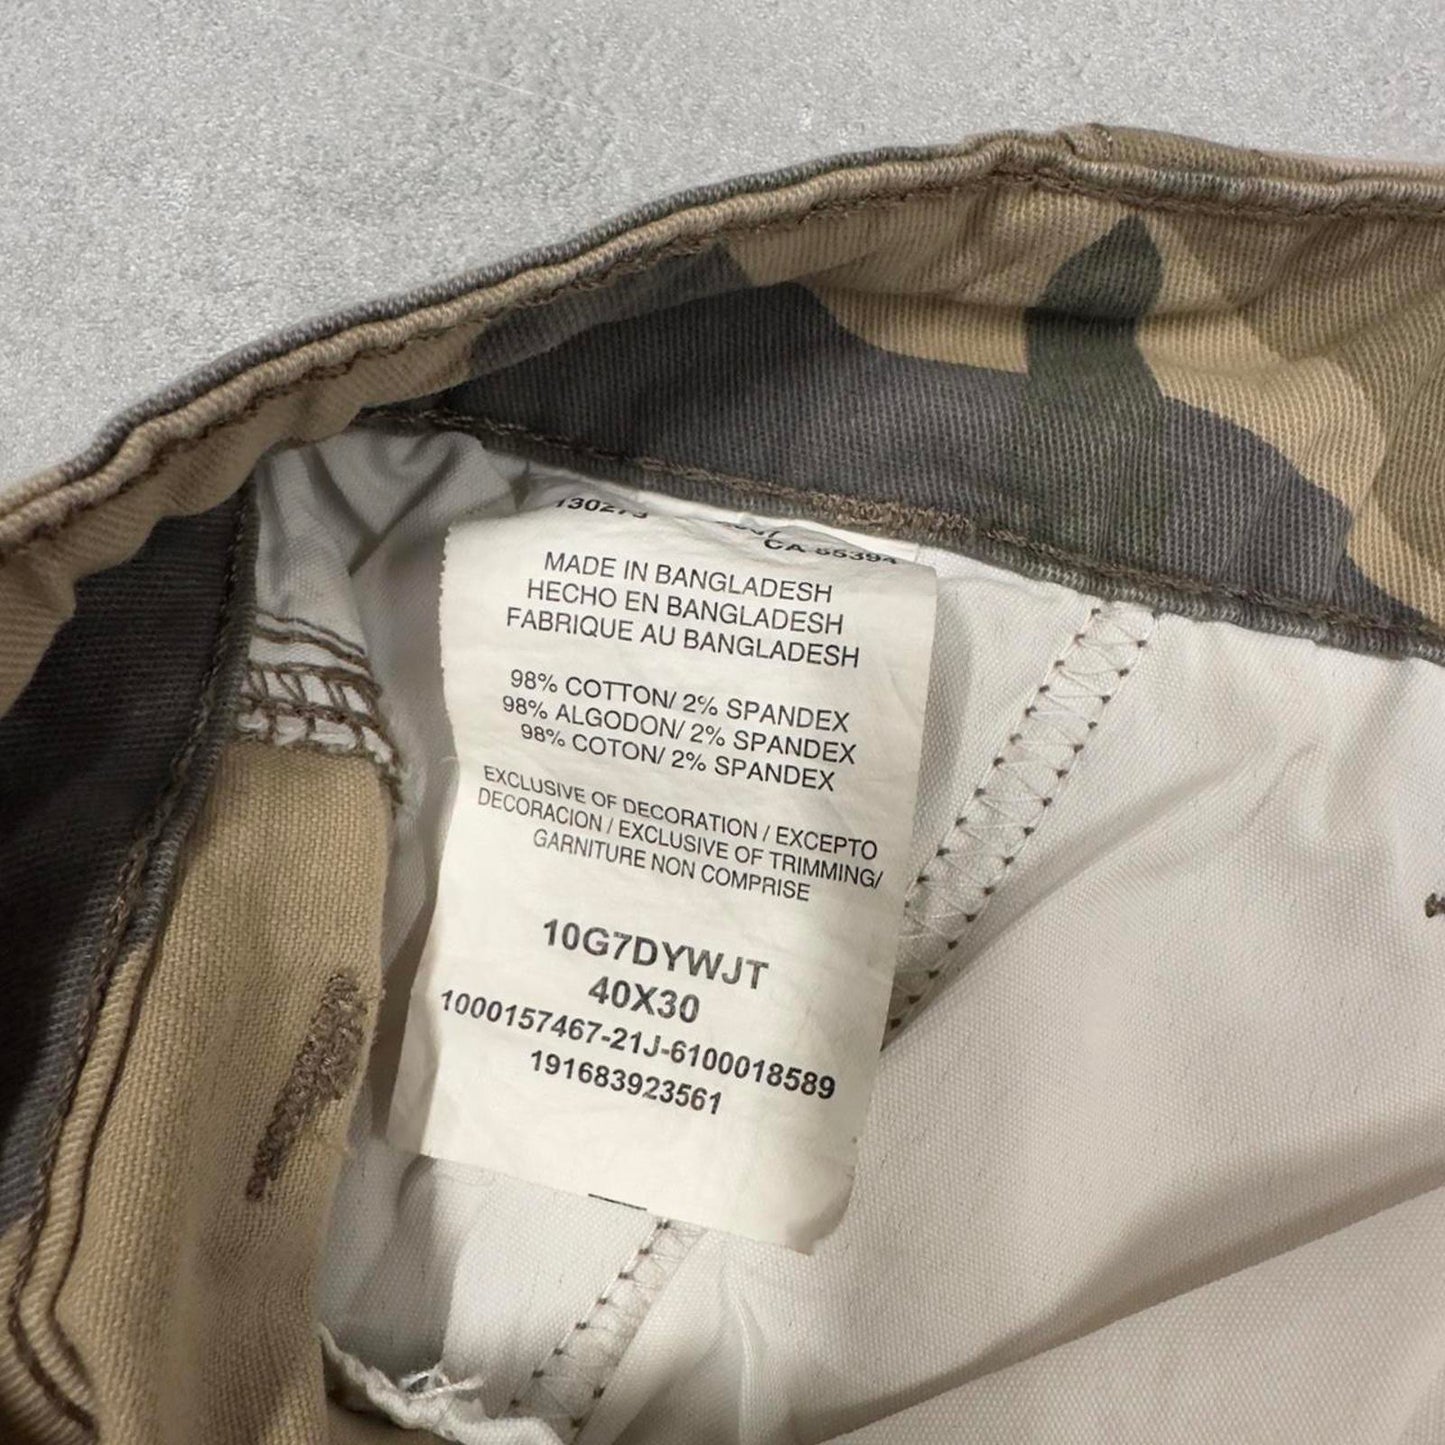 CA 55394
MADE IN BANGLADESH
HECHO EN BANGLADESH
FABRIQUE AU BANGLADESH
98% COTTON/ 2% SPANDEX
98% ALGODON/ 2% SPANDEX
98% COTON/ 2% SPANDEX
EXCLUSIVE OF DECORATION / EXCEPTO
DECORACION / EXCLUSIVE OF TRIMMING/
GARNITURE NON COMPRISE
10G7DYWJT
40X30
1000157467-21J-6100018589
191683923561